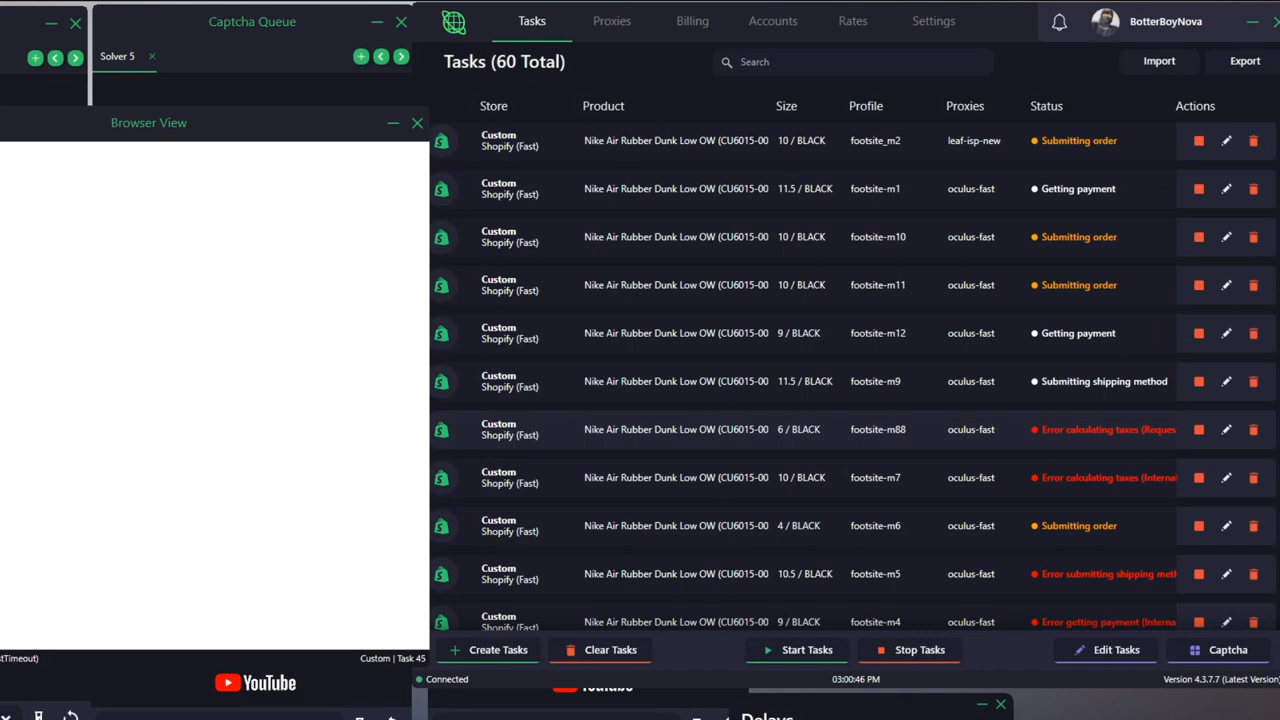 Captcha Queue
Solver 5
Browser View
Tasks Proxies Billing Accounts Rates Settings BotterBoyNova
Tasks (60 Total) Search Import Export
Store Product Size Profile Proxies Status Actions
Custom
Shopify (Fast) Nike Air Rubber Dunk Low OW (CU6015-00 10 / BLACK footsite_m2 leaf-isp-new Submitting order
Custom
Shopify (Fast) Nike Air Rubber Dunk Low OW (CU6015-00 11.5 / BLACK footsite-m1 oculus-fast Getting payment
Custom
Shopify (Fast) Nike Air Rubber Dunk Low OW (CU6015-00 10 / BLACK footsite-m10 oculus-fast Submitting order
Custom
Shopify (Fast) Nike Air Rubber Dunk Low OW (CU6015-00 10 / BLACK footsite-m11 oculus-fast Submitting order
Custom
Shopify (Fast) Nike Air Rubber Dunk Low OW (CU6015-00 9 / BLACK footsite-m12 oculus-fast Getting payment
Custom
Shopify (Fast) Nike Air Rubber Dunk Low OW (CU6015-00 11.5 / BLACK footsite-m9 oculus-fast Submitting shipping method
Custom
Shopify (Fast) Nike Air Rubber Dunk Low OW (CU6015-00 6 / BLACK footsite-m88 oculus-fast Error calculating taxes (Reques
Custom
Shopify (Fast) Nike Air Rubber Dunk Low OW (CU6015-00 10 / BLACK footsite-m7 oculus-fast Error calculating taxes (Interna
Custom
Shopify (Fast) Nike Air Rubber Dunk Low OW (CU6015-00 4 / BLACK footsite-m6 oculus-fast Submitting order
Custom
Shopify (Fast) Nike Air Rubber Dunk Low OW (CU6015-00 10.5 / BLACK footsite-m5 oculus-fast Error submitting shipping meth
Custom
Shopify (Fast) Nike Air Rubber Dunk Low OW (CU6015-00 9 / BLACK footsite-m4 oculus-fast Error getting payment (Interna
Create Tasks Clear Tasks Start Tasks Stop Tasks Edit Tasks Captcha
stTimeout) Custom | Task 45
Connected 03:00:46 PM Version 4.3.7.7 (Latest Version)
YouTube
YouTube
Delays